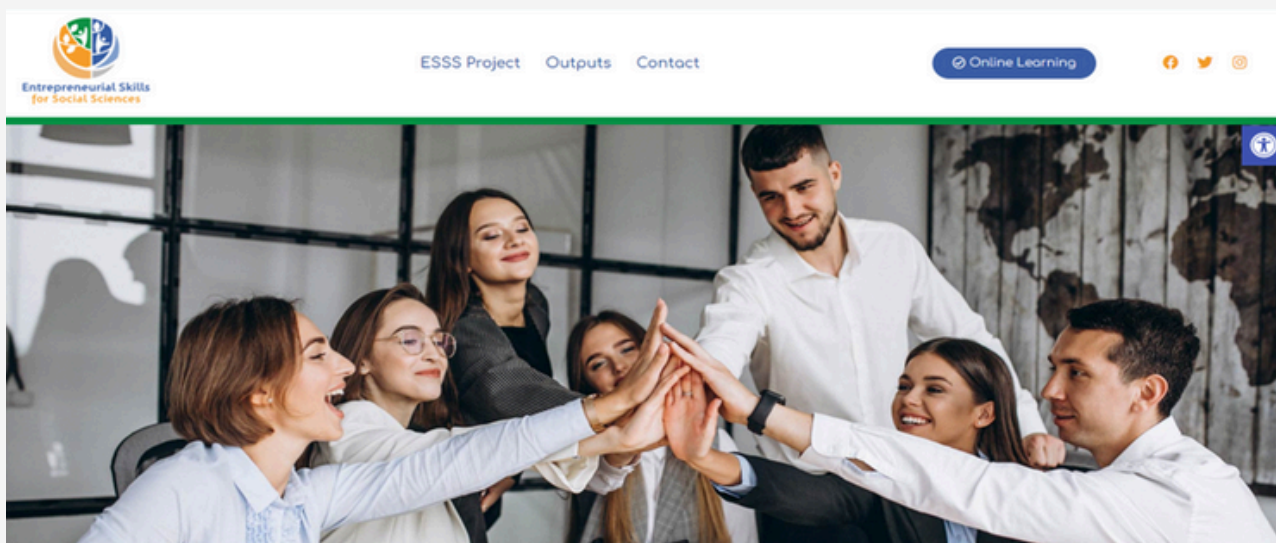 Entrepreneurial Skills
for Social Sciences
ESSS Project
Outputs
Contact
Online Learning